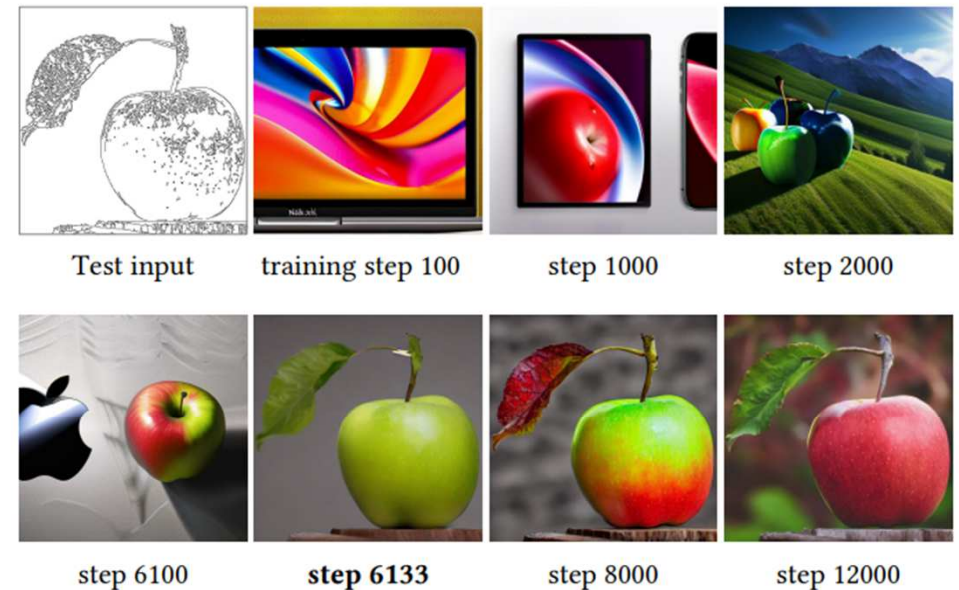 Test input
training step 100
step 1000
step 2000
step 6100
step 6133
step 8000
step 12000